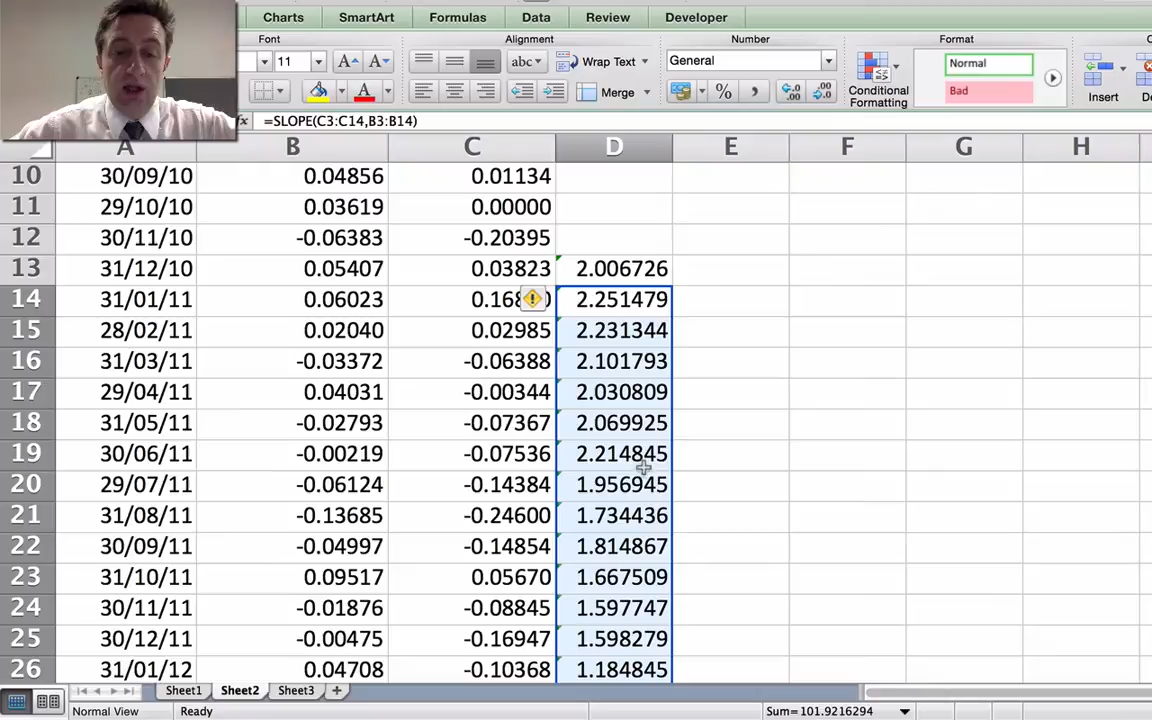 Charts SmartArt Formulas Data Review Developer
Font Alignment Number Format
11 A A abc Wrap Text General Normal
A Merge % Conditional Formatting Bad Insert
=SLOPE(C3:C14,B3:B14)
A B C D E F G H
10 30/09/10 0.04856 0.01134
11 29/10/10 0.03619 0.00000
12 30/11/10 -0.06383 -0.20395
13 31/12/10 0.05407 0.03823 2.006726
14 31/01/11 0.06023 2.251479
15 28/02/11 0.02040 0.02985 2.231344
16 31/03/11 -0.03372 -0.06388 2.101793
17 29/04/11 0.04031 -0.00344 2.030809
18 31/05/11 -0.02793 -0.07367 2.069925
19 30/06/11 -0.00219 -0.07536 2.214845
20 29/07/11 -0.06124 -0.14384 1.956945
21 31/08/11 -0.13685 -0.24600 1.734436
22 30/09/11 -0.04997 -0.14854 1.814867
23 31/10/11 0.09517 0.05670 1.667509
24 30/11/11 -0.01876 -0.08845 1.597747
25 30/12/11 -0.00475 -0.16947 1.598279
26 31/01/12 0.04708 -0.10368 1.184845
Sheet1 Sheet2 Sheet3 +
Normal View Ready Sum=101.9216294